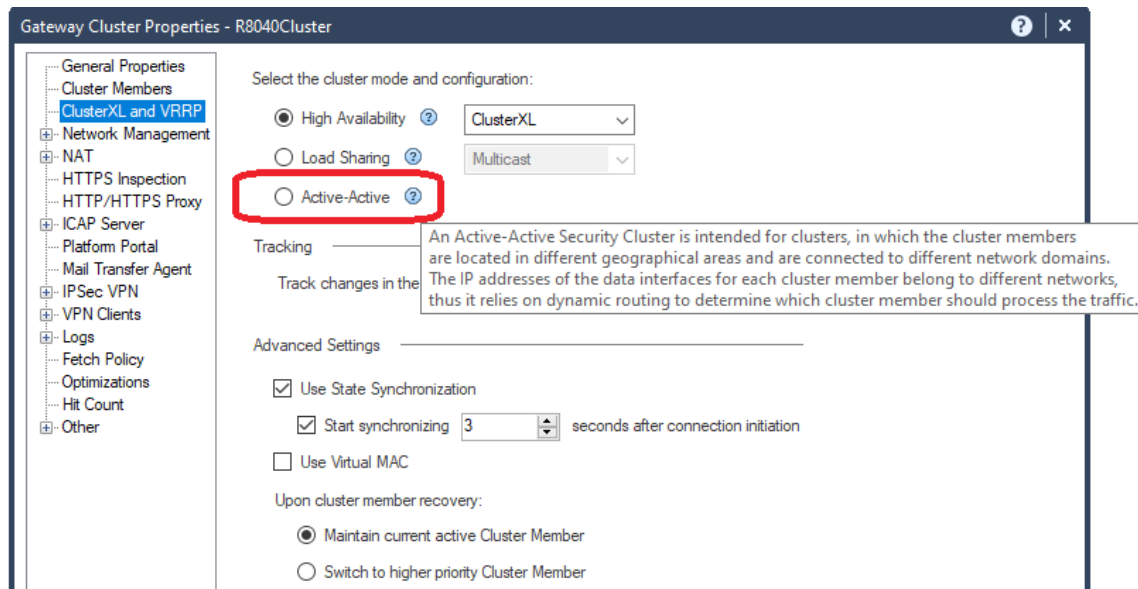 Gateway Cluster Properties - R8040Cluster
General Properties
Cluster Members
ClusterXL and VRRP
Network Management
NAT
HTTPS Inspection
HTTP/HTTPS Proxy
ICAP Server
Platform Portal
Mail Transfer Agent
IPSec VPN
VPN Clients
Logs
Fetch Policy
Optimizations
Hit Count
Other
Select the cluster mode and configuration:
High Availability ? ClusterXL
Load Sharing ? Multicast
Active-Active ?
An Active-Active Security Cluster is intended for clusters, in which the cluster members
are located in different geographical areas and are connected to different network domains.
The IP addresses of the data interfaces for each cluster member belong to different networks,
thus it relies on dynamic routing to determine which cluster member should process the traffic.
Tracking
Track changes in the
Advanced Settings
Use State Synchronization
Start synchronizing 3 seconds after connection initiation
Use Virtual MAC
Upon cluster member recovery:
Maintain current active Cluster Member
Switch to higher priority Cluster Member